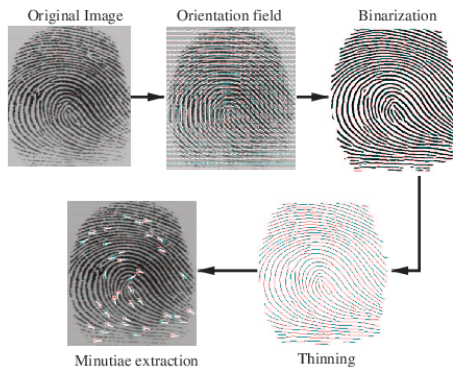 Original Image
Orientation field
Binarization
Minutiae extraction
Thinning